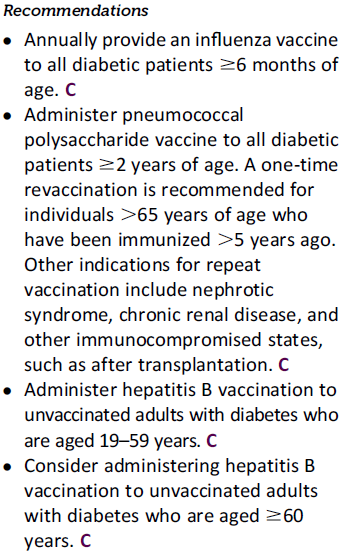 Recommendations
• Annually provide an influenza vaccine
to all diabetic patients ≥6 months of
age. C
• Administer pneumococcal
polysaccharide vaccine to all diabetic
patients ≥2 years of age. A one-time
revaccination is recommended for
individuals >65 years of age who
have been immunized >5 years ago.
Other indications for repeat
vaccination include nephrotic
syndrome, chronic renal disease, and
other immunocompromised states,
such as after transplantation. C
• Administer hepatitis B vaccination to
unvaccinated adults with diabetes who
are aged 19–59 years. C
• Consider administering hepatitis B
vaccination to unvaccinated adults
with diabetes who are aged ≥60
years. C